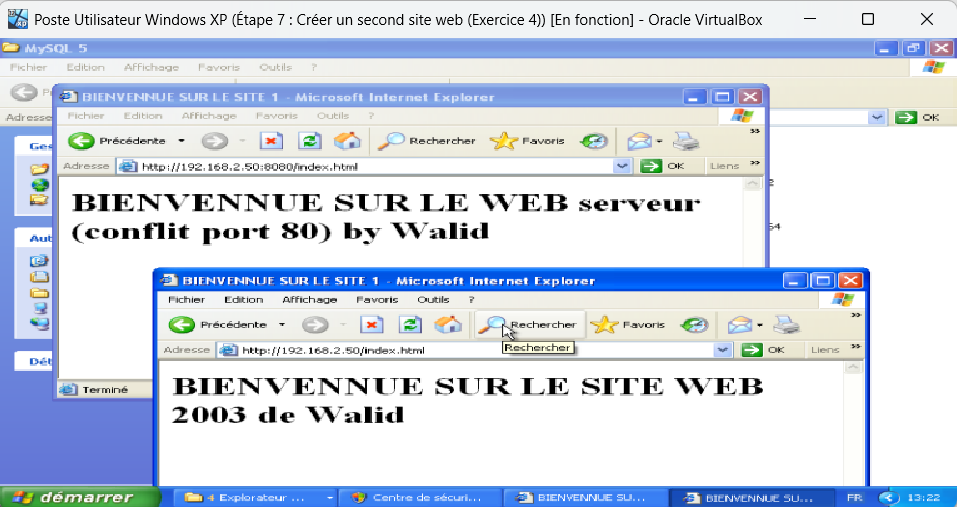 Poste Utilisateur Windows XP (Étape 7 : Créer un second site web (Exercice 4)) [En fonction] - Oracle VirtualBox
MySQL 5
Fichier Edition Affichage Favoris Outils ?
Adresse OK
BIENVENNUE SUR LE SITE 1 - Microsoft Internet Explorer
Fichier Edition Affichage Favoris Outils ?
Précédente Rechercher Favoris
Adresse http://192.168.2.50:8080/index.html OK Liens
BIENVENNUE SUR LE WEB serveur
(conflit port 80) by Walid
Terminé
BIENVENNUE SUR LE SITE 1 - Microsoft Internet Explorer
Fichier Edition Affichage Favoris Outils ?
Précédente Rechercher Favoris
Rechercher
Adresse http://192.168.2.50/index.html OK Liens
BIENVENNUE SUR LE SITE WEB
2003 de Walid
démarrer 4 Explorateur ... Centre de sécuri... BIENVENNUE SU... BIENVENNUE SU... FR 13:22